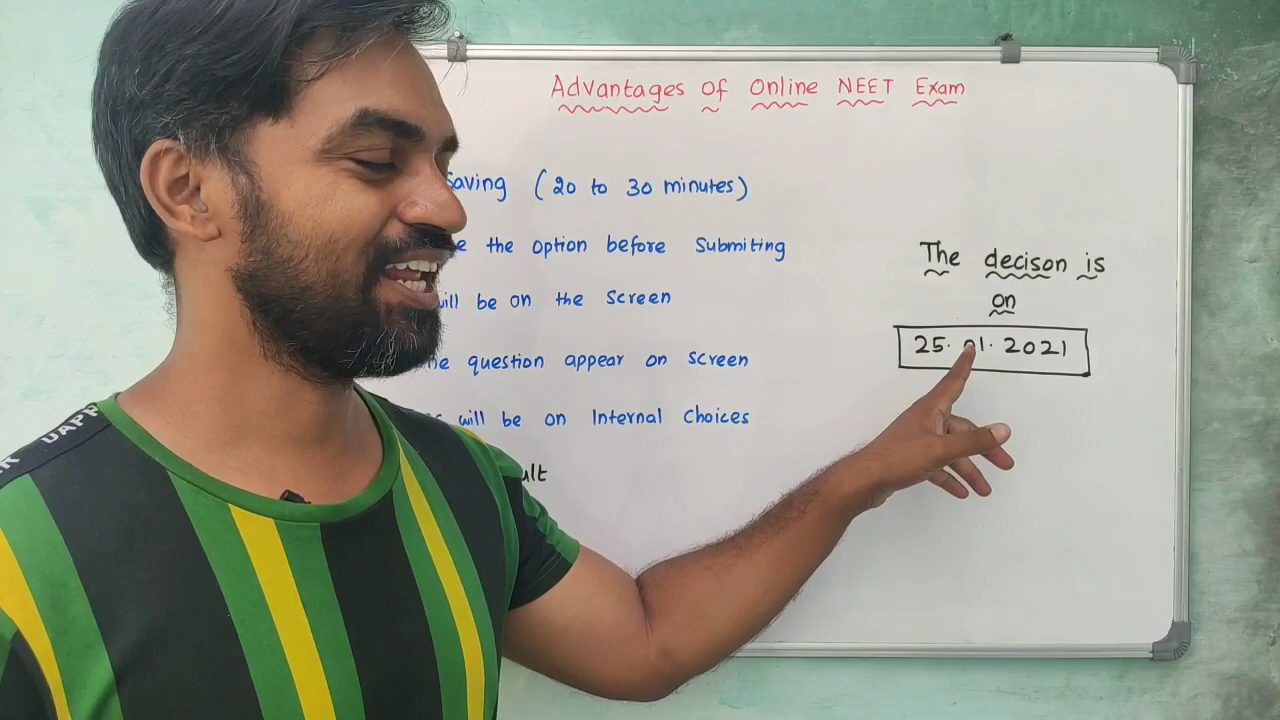 Advantages of Online NEET Exam
Saving (20 to 30 minutes)
the option before Submiting
will be on the Screen
question appear on Screen
will be on Internal Choices
The decison is
on
25.01.2021